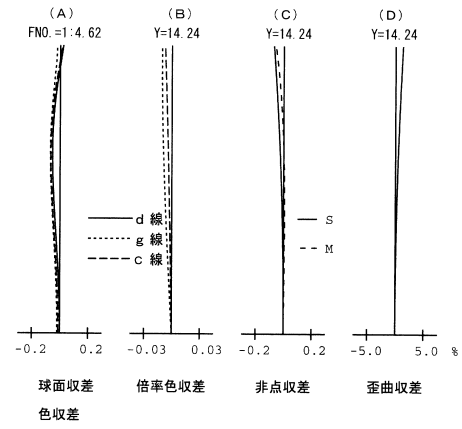 (A)
(B)
(C)
(D)
FNO.=1:4.62
Y=14.24
Y=14.24
Y=14.24
d 線
g 線
c 線
S
M
-0.2
0.2
-0.03
0.03
-0.2
0.2
-5.0
5.0
%
球面収差
色収差
倍率色収差
非点収差
歪曲収差